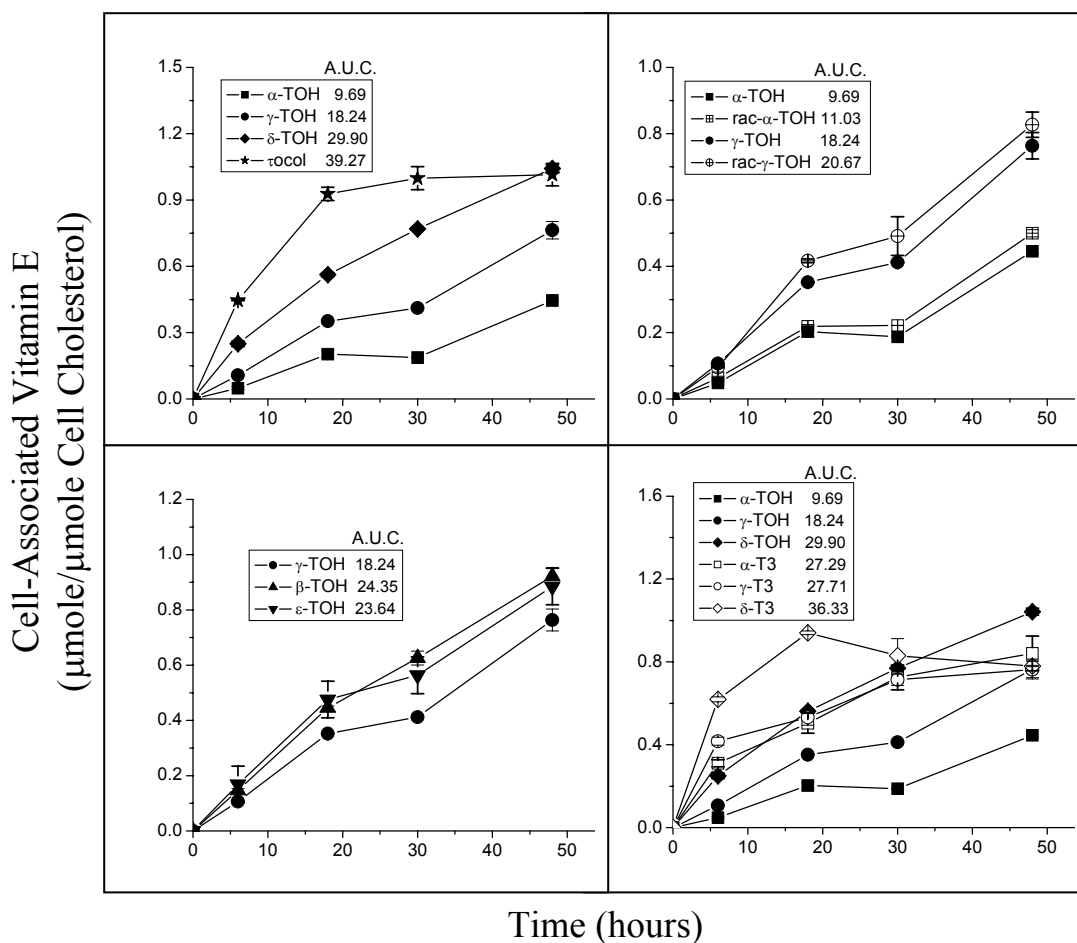 Cell-Associated Vitamin E
(μmole/μmole Cell Cholesterol)
A.U.C.
α-TOH 9.69
γ-TOH 18.24
δ-TOH 29.90
τocol 39.27
1.5
1.2
0.9
0.6
0.3
0.0
0 10 20 30 40 50
A.U.C.
α-TOH 9.69
rac-α-TOH 11.03
γ-TOH 18.24
rac-γ-TOH 20.67
1.0
0.8
0.6
0.4
0.2
0.0
0 10 20 30 40 50
A.U.C.
γ-TOH 18.24
β-TOH 24.35
ε-TOH 23.64
1.2
1.0
0.8
0.6
0.4
0.2
0.0
0 10 20 30 40 50
A.U.C.
α-TOH 9.69
γ-TOH 18.24
δ-TOH 29.90
α-T3 27.29
γ-T3 27.71
δ-T3 36.33
1.6
1.2
0.8
0.4
0.0
0 10 20 30 40 50
Time (hours)